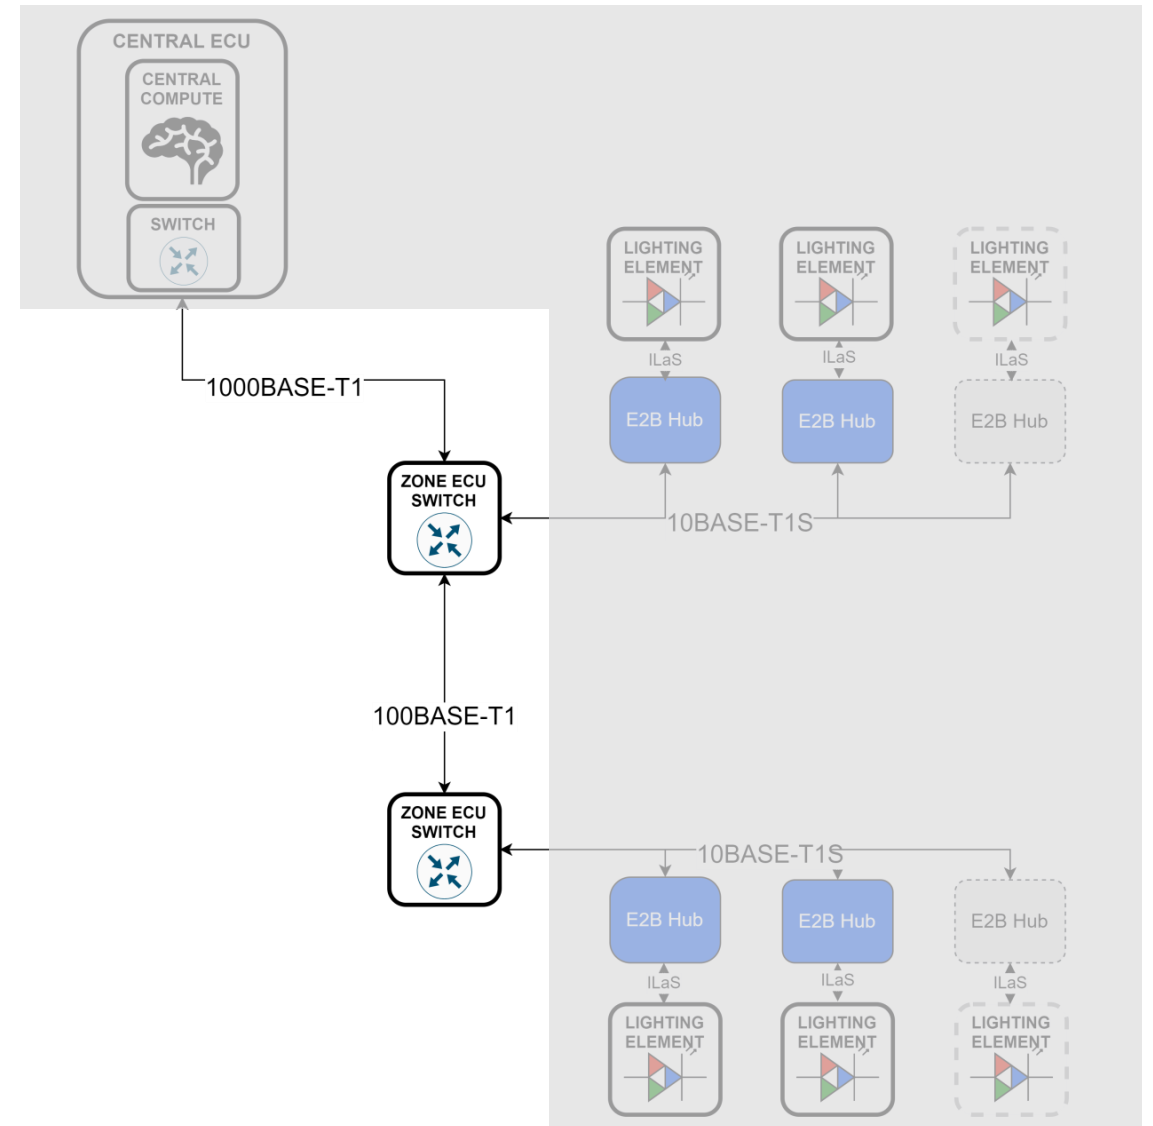 CENTRAL ECU
CENTRAL
COMPUTE
SWITCH
LIGHTING
ELEMENT
LIGHTING
ELEMENT
LIGHTING
ELEMENT
ILaS
ILaS
ILaS
1000BASE-T1
E2B Hub
E2B Hub
E2B Hub
ZONE ECU
SWITCH
10BASE-T1S
100BASE-T1
ZONE ECU
SWITCH
10BASE-T1S
E2B Hub
E2B Hub
E2B Hub
ILaS
ILaS
ILaS
LIGHTING
ELEMENT
LIGHTING
ELEMENT
LIGHTING
ELEMENT